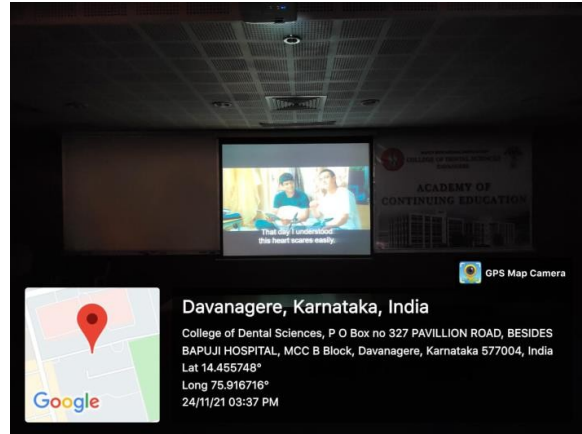 COLLEGE OF DENTAL SCIENCES
ACADEMY OF
CONTINUING EDUCATION
That day I understood
this heart scares easily.
GPS Map Camera
Davanagere, Karnataka, India
College of Dental Sciences, P O Box no 327 PAVILLION ROAD, BESIDES
BAPUJI HOSPITAL, MCC B Block, Davanagere, Karnataka 577004, India
Lat 14.455748°
Long 75.916716°
24/11/21 03:37 PM
Google